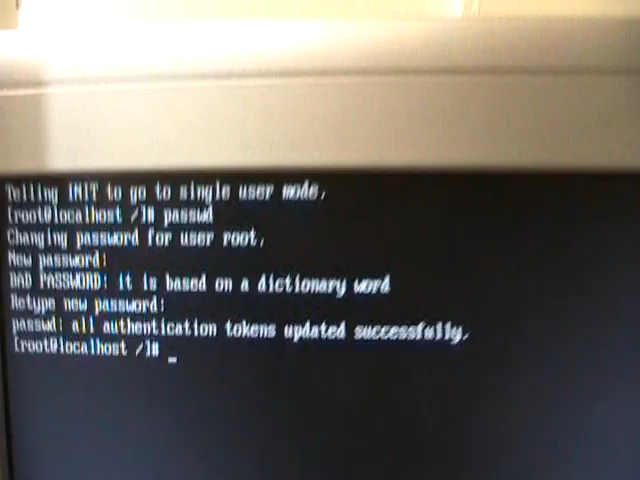 Telling INIT to go to single user mode.
[root@localhost /]# passwd
Changing password for user root.
New password:
BAD PASSWORD: it is based on a dictionary word
Retype new password:
passwd: all authentication tokens updated successfully.
[root@localhost /]# _